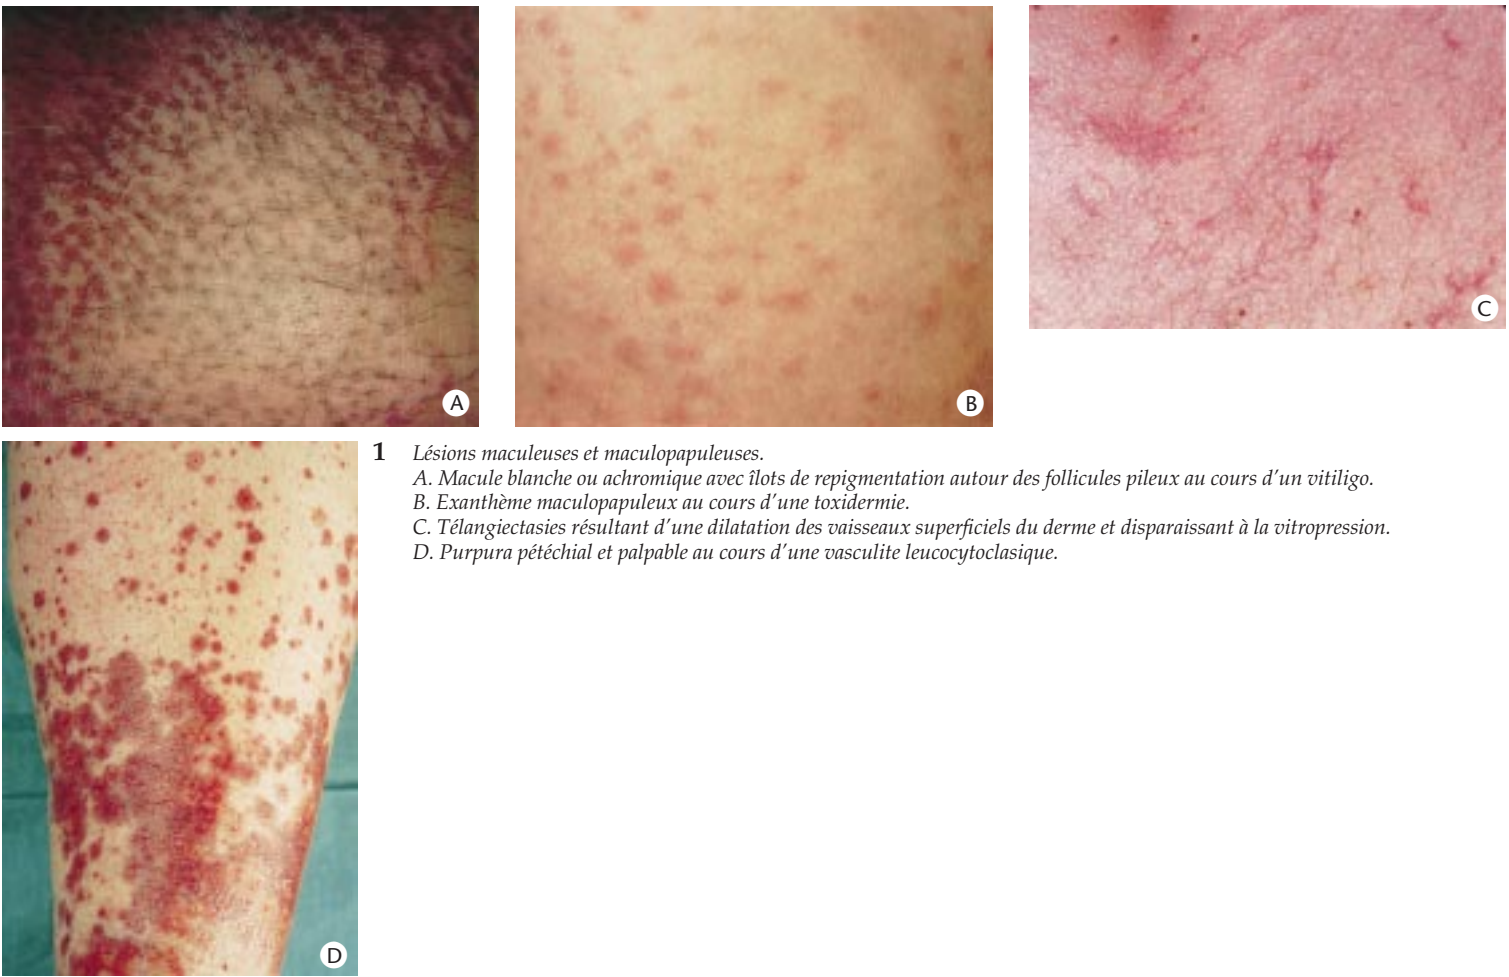 A
B
C
D
1 Lésions maculeuses et maculopapuleuses.
A. Macule blanche ou achromique avec îlots de repigmentation autour des follicules pileux au cours d'un vitiligo.
B. Exanthème maculopapuleux au cours d'une toxidermie.
C. Télangiectasies résultant d'une dilatation des vaisseaux superficiels du derme et disparaissant à la vitropression.
D. Purpura pétéchial et palpable au cours d'une vasculite leucocytoclasique.